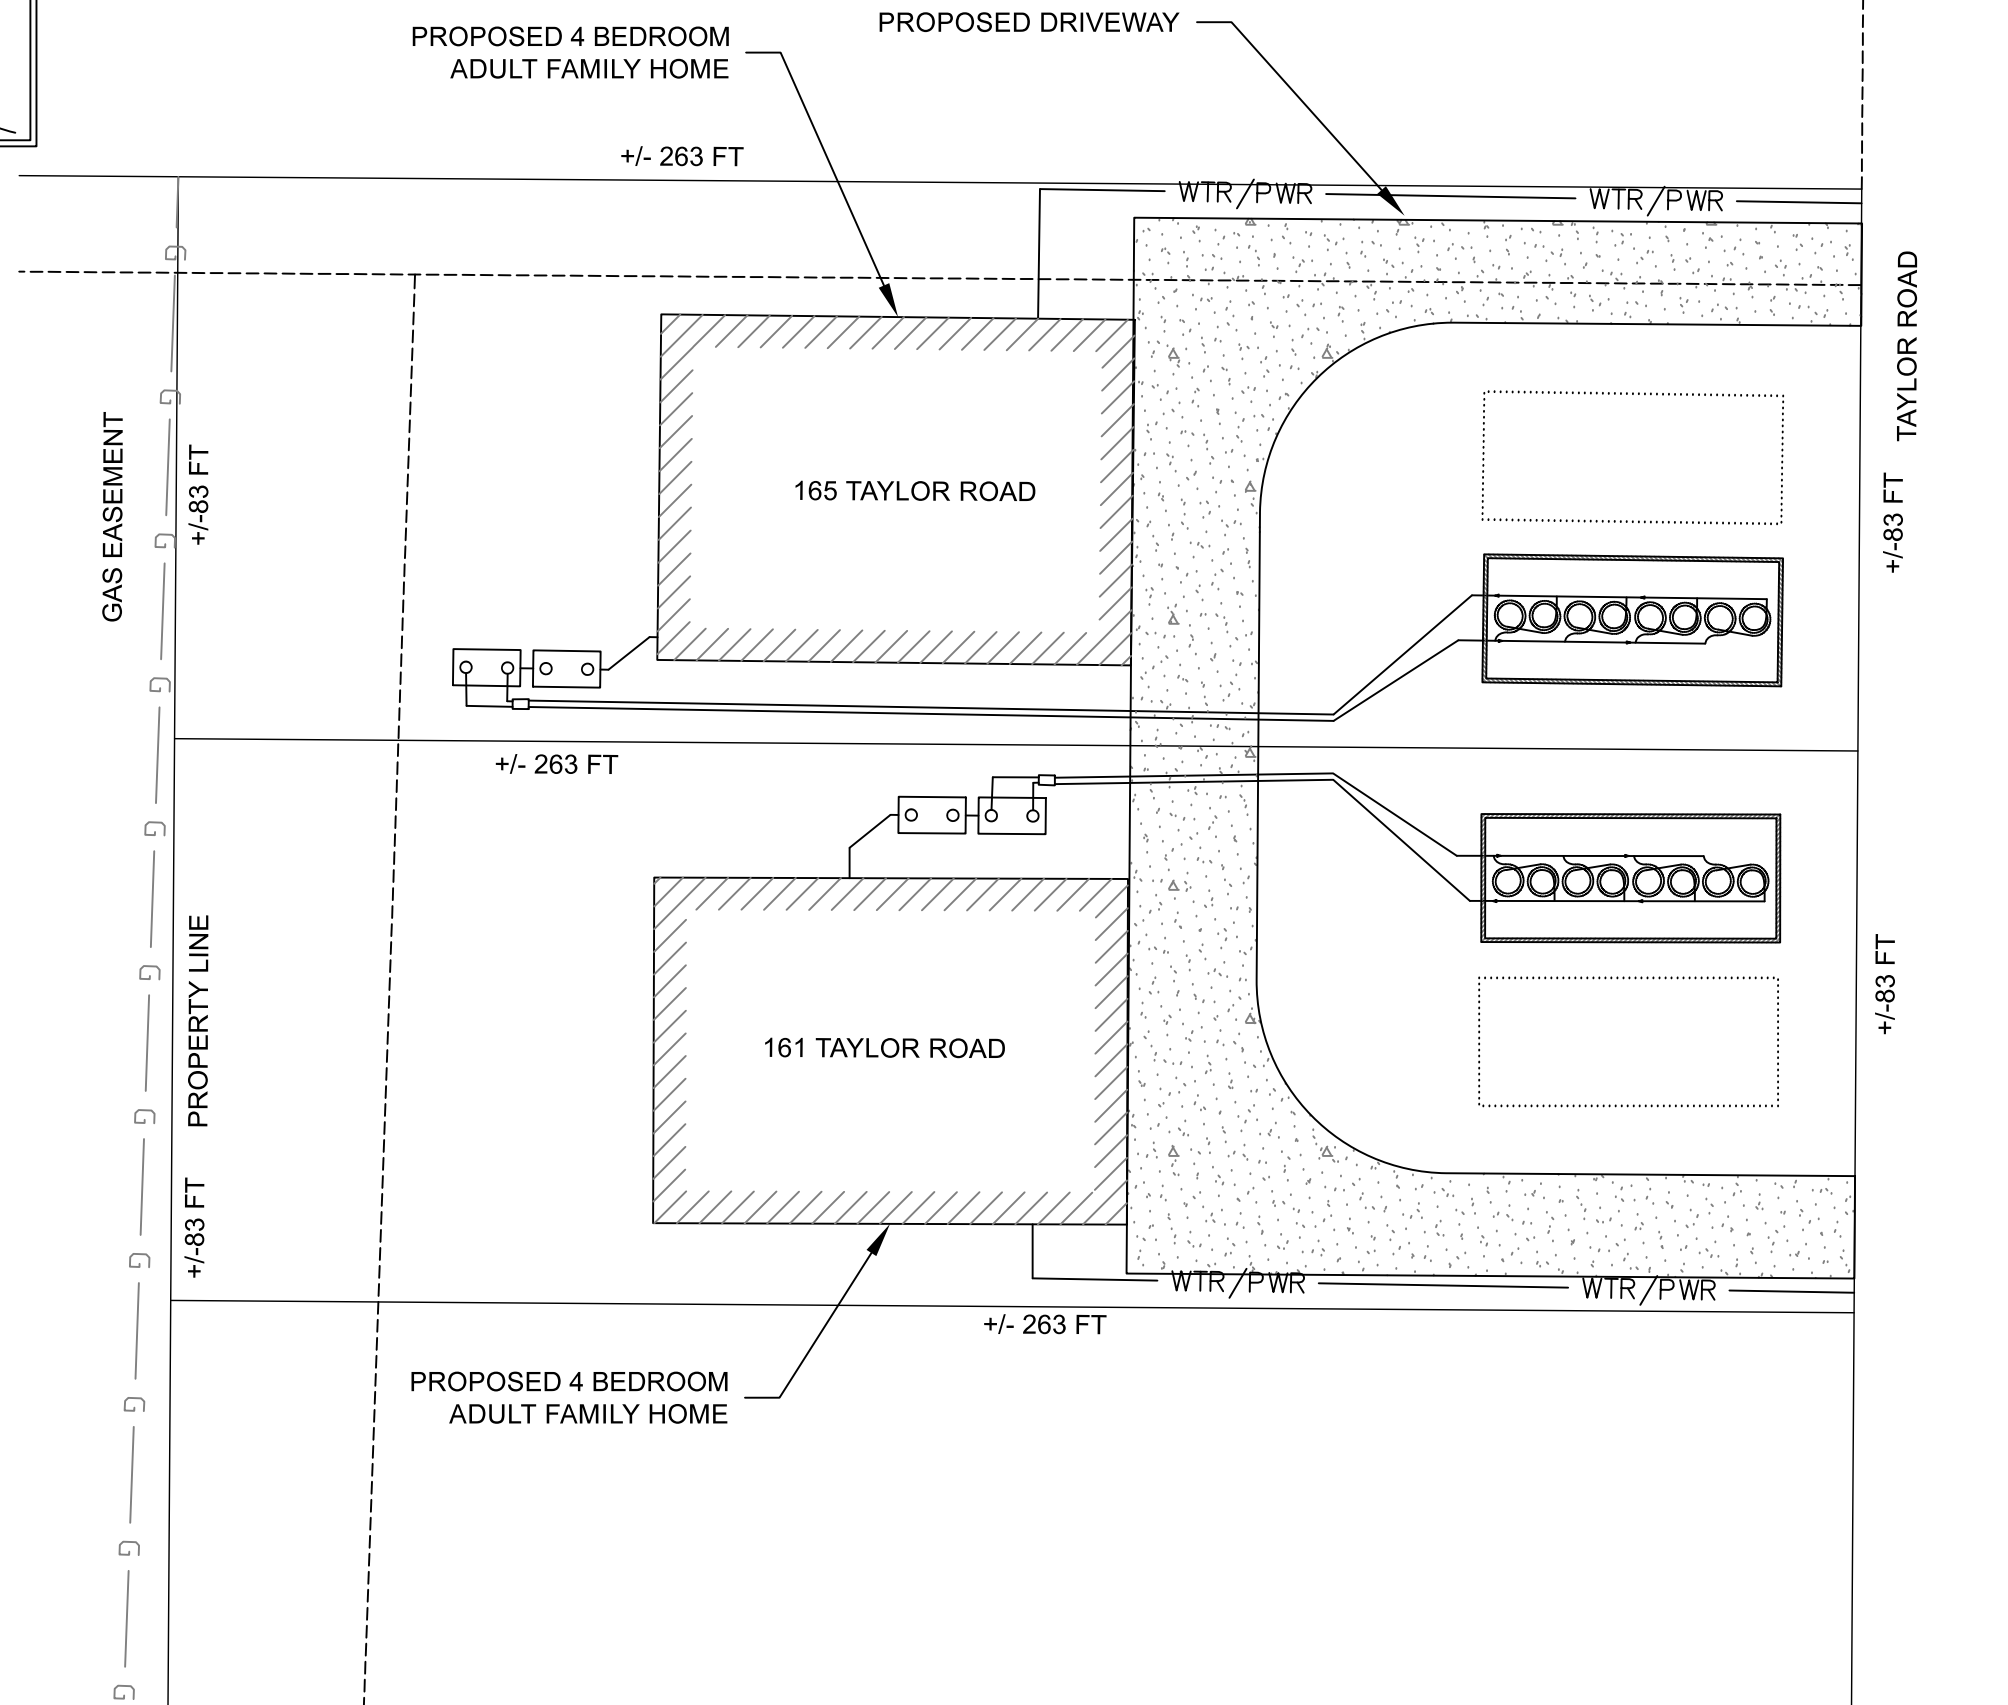 PROPOSED DRIVEWAY
PROPOSED 4 BEDROOM
ADULT FAMILY HOME
+/- 263 FT
WTR/PWR
WTR/PWR
G
G
G
G
G
G
G
G
G
G
G
TAYLOR ROAD
GAS EASEMENT
+/-83 FT
+/-83 FT
165 TAYLOR ROAD
+/- 263 FT
PROPERTY LINE
+/-83 FT
+/-83 FT
161 TAYLOR ROAD
WTR/PWR
WTR/PWR
+/- 263 FT
PROPOSED 4 BEDROOM
ADULT FAMILY HOME